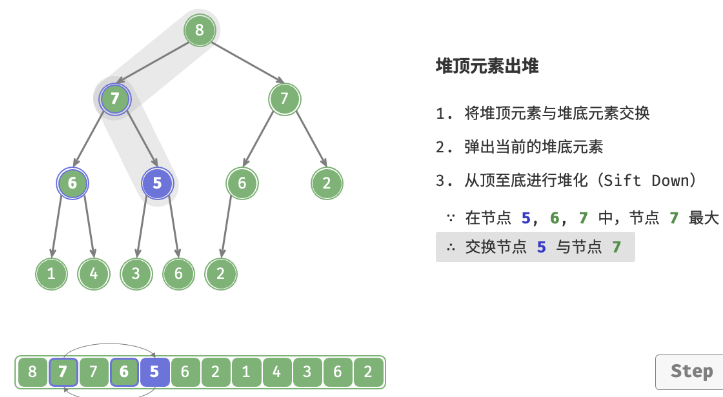 8
堆顶元素出堆
7
7
1. 将堆顶元素与堆底元素交换
2. 弹出当前的堆底元素
6
5
6
2
3. 从顶至底进行堆化（Sift Down）
∵ 在节点 5, 6, 7 中，节点 7 最大
∴ 交换节点 5 与节点 7
1
4
3
6
2
8 7 7 6 5 6 2 1 4 3 6 2
Step